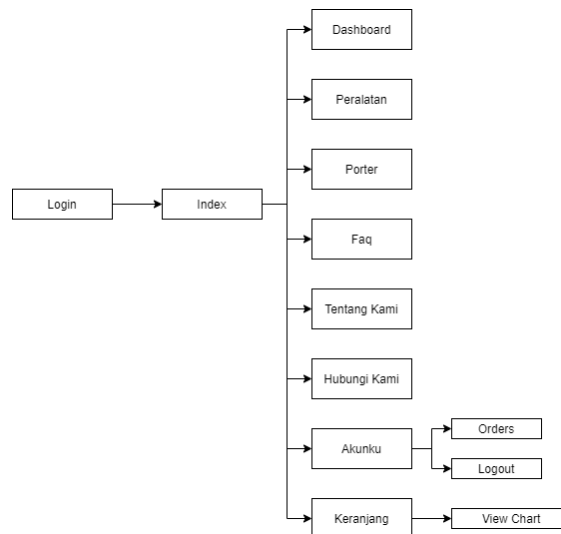 Dashboard
Peralatan
Porter
Login
Index
Faq
Tentang Kami
Hubungi Kami
Akunku
Orders
Logout
Keranjang
View Chart